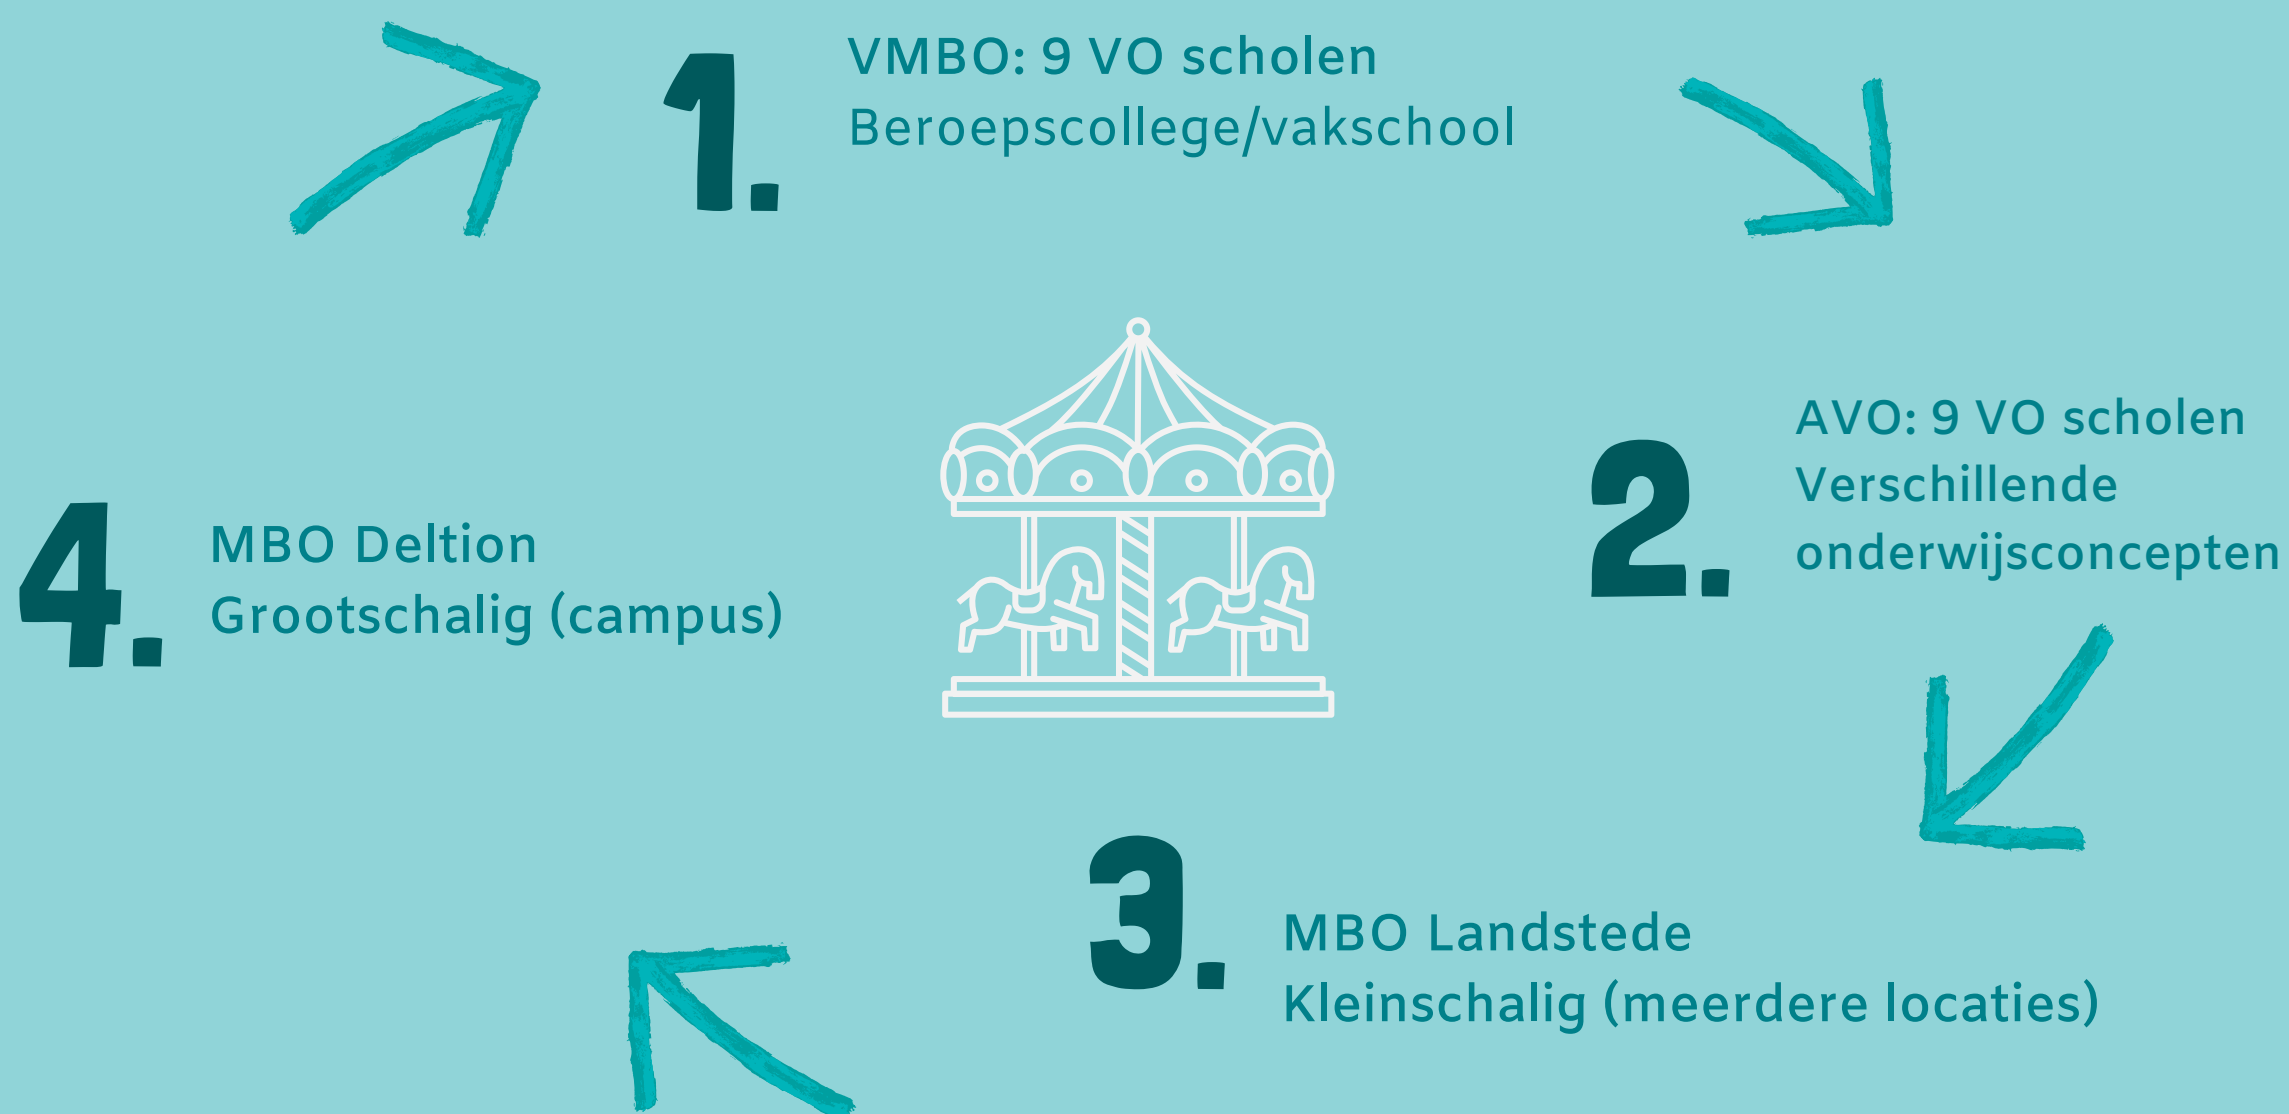 1.
VMBO: 9 VO scholen
Beroepscollege/vakschool
2.
AVO: 9 VO scholen
Verschillende
onderwijsconcepten
3.
MBO Landstede
Kleinschalig (meerdere locaties)
4.
MBO Deltion
Grootschalig (campus)